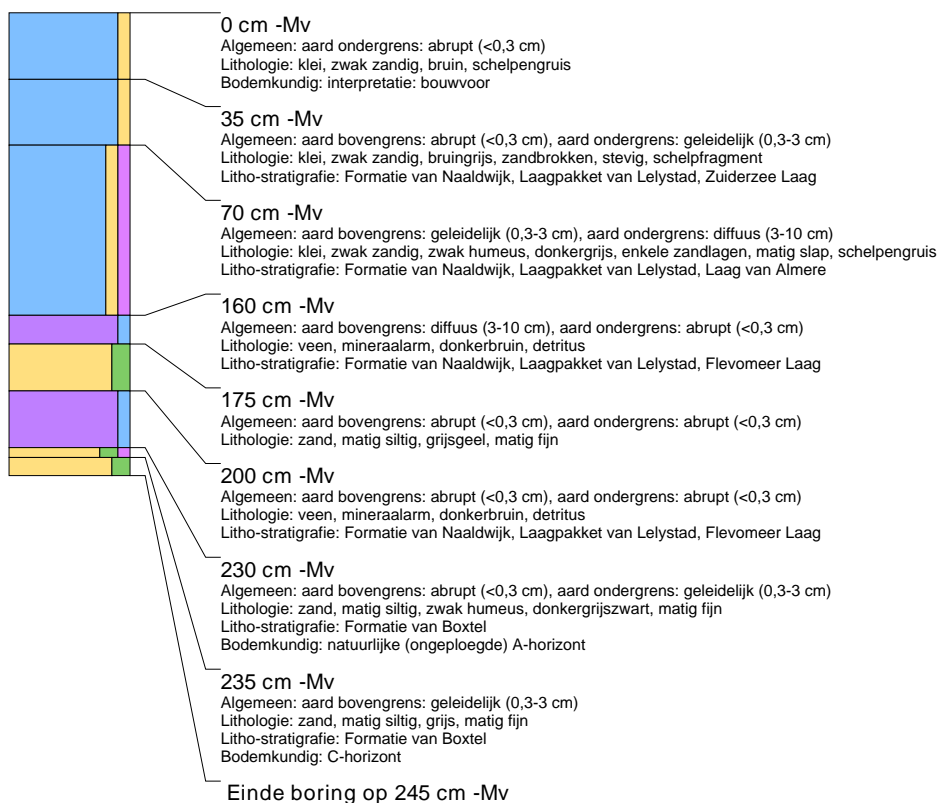 0 cm -Mv
Algemeen: aard ondergrens: abrupt (<0,3 cm)
Lithologie: klei, zwak zandig, bruin, schelpengruis
Bodemkundig: interpretatie: bouwvoor
35 cm -Mv
Algemeen: aard bovengrens: abrupt (<0,3 cm), aard ondergrens: geleidelijk (0,3-3 cm)
Lithologie: klei, zwak zandig, bruingrijs, zandbrokken, stevig, schelpfragment
Litho-stratigrafie: Formatie van Naaldwijk, Laagpakket van Lelystad, Zuiderzee Laag
70 cm -Mv
Algemeen: aard bovengrens: geleidelijk (0,3-3 cm), aard ondergrens: diffuus (3-10 cm)
Lithologie: klei, zwak zandig, zwak humeus, donkergrijs, enkele zandlagen, matig slap, schelpengruis
Litho-stratigrafie: Formatie van Naaldwijk, Laagpakket van Lelystad, Laag van Almere
160 cm -Mv
Algemeen: aard bovengrens: diffuus (3-10 cm), aard ondergrens: abrupt (<0,3 cm)
Lithologie: veen, mineraalarm, donkerbruin, detritus
Litho-stratigrafie: Formatie van Naaldwijk, Laagpakket van Lelystad, Flevomeer Laag
175 cm -Mv
Algemeen: aard bovengrens: abrupt (<0,3 cm), aard ondergrens: abrupt (<0,3 cm)
Lithologie: zand, matig siltig, grijsgeel, matig fijn
200 cm -Mv
Algemeen: aard bovengrens: abrupt (<0,3 cm), aard ondergrens: abrupt (<0,3 cm)
Lithologie: veen, mineraalarm, donkerbruin, detritus
Litho-stratigrafie: Formatie van Naaldwijk, Laagpakket van Lelystad, Flevomeer Laag
230 cm -Mv
Algemeen: aard bovengrens: abrupt (<0,3 cm), aard ondergrens: geleidelijk (0,3-3 cm)
Lithologie: zand, matig siltig, zwak humeus, donkergrijszwart, matig fijn
Litho-stratigrafie: Formatie van Boxtel
Bodemkundig: natuurlijke (ongeploegde) A-horizont
235 cm -Mv
Algemeen: aard bovengrens: geleidelijk (0,3-3 cm)
Lithologie: zand, matig siltig, grijs, matig fijn
Litho-stratigrafie: Formatie van Boxtel
Bodemkundig: C-horizont
Einde boring op 245 cm -Mv